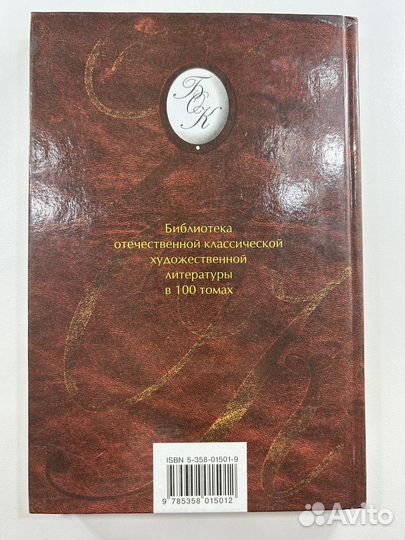 БОК
Библиотека
отечественной классической
художественной
литературы
в 100 томах
ISBN 5-358-01501-9
9 785358 015012
Avito